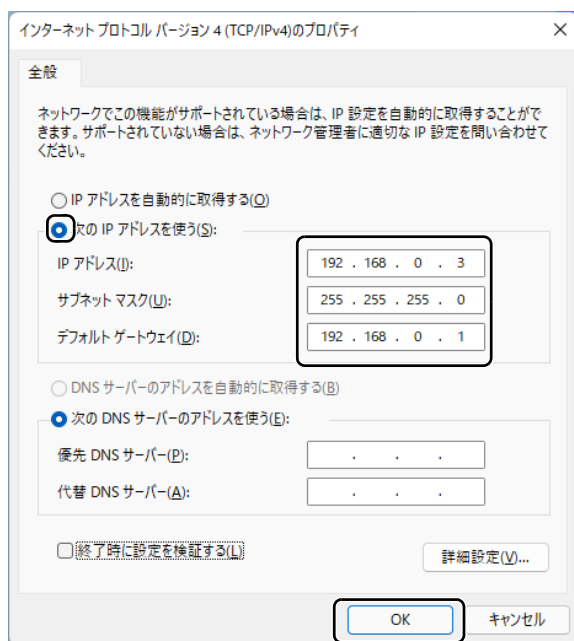 インターネット プロトコル バージョン 4 (TCP/IPv4)のプロパティ
全般
ネットワークでこの機能がサポートされている場合は、IP 設定を自動的に取得することがで
きます。サポートされていない場合は、ネットワーク管理者に適切な IP 設定を問い合わせて
ください。
IP アドレスを自動的に取得する(O)
次の IP アドレスを使う(S):
IP アドレス(I): 192 . 168 . 0 . 3
サブネット マスク(U): 255 . 255 . 255 . 0
デフォルト ゲートウェイ(D): 192 . 168 . 0 . 1
DNS サーバーのアドレスを自動的に取得する(B)
次の DNS サーバーのアドレスを使う(E):
優先 DNS サーバー(P): . . .
代替 DNS サーバー(A): . . .
終了時に設定を検証する(L)
詳細設定(V)...
OK キャンセル